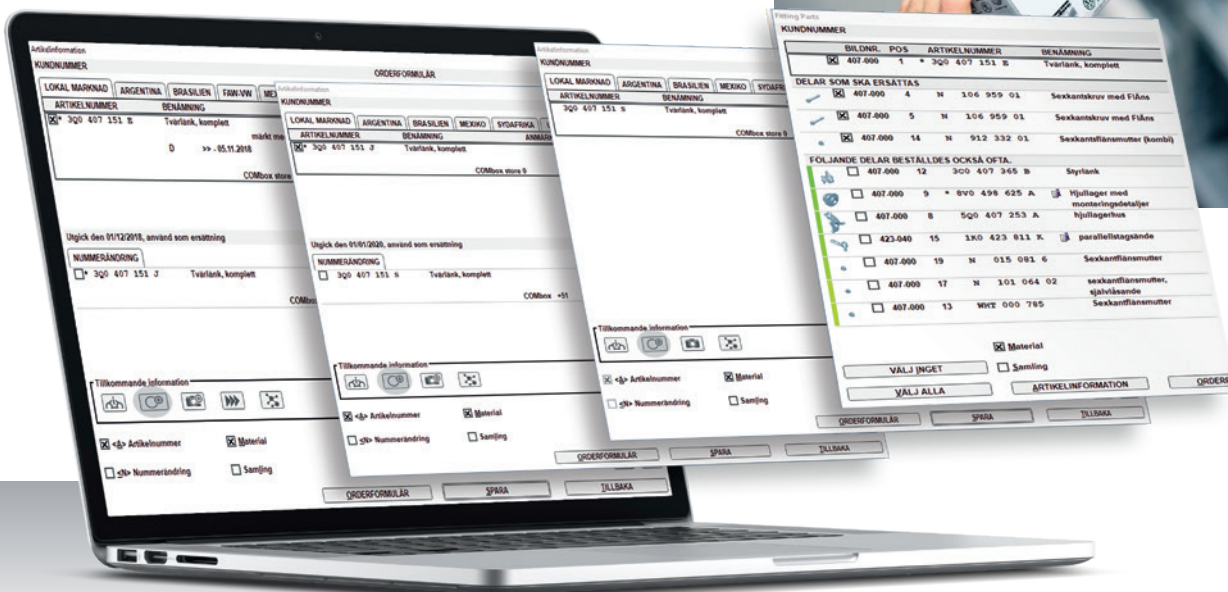 Artikelinformation
KUNDNUMMER
ORDERFORMULÄR
LOKAL MARKNAD ARGENTINA BRASILIEN FAW-VW
ARTIKELNUMMER BENÄMNING
* 3Q0 407 151 E Tvärlänk, komplett
märkt
D >> - 05.11.2018
COMbox store
Utgick den 01/12/2018, använd som ersättning
NUMMERÄNDRING
* 3Q0 407 151 J Tvärlänk, komplett
Tillkommande information
<A> Artikelnummer Material
<N> Nummerändring Samling
ORDERFORMULÄR SPARA TILLBAKA
Artikelinformation
KUNDNUMMER
LOKAL MARKNAD ARGENTINA BRASILIEN MEXIKO SYDAFRIKA
ARTIKELNUMMER BENÄMNING
* 3Q0 407 151 J Tvärlänk, komplett
COMbox store 0
Utgick den 01/01/2020, använd som ersättning
NUMMERÄNDRING
3Q0 407 151 S Tvärlänk, komplett
COMbox +51
Tillkommande information
<A> Artikelnummer Material
<N> Nummerändring Samling
ORDERFORMULÄR SPARA TILLBAKA
Artikelinformation
KUNDNUMMER
LOKAL MARKNAD ARGENTINA BRASILIEN MEXIKO
ARTIKELNUMMER BENÄMNING
3Q0 407 151 S Tvärlänk, komplett
COMbox store 0
Tillkommande information
<A> Artikelnummer Material
<N> Nummerändring Samling
ORDERFORMULÄR SPARA TILLBAKA
Fitting Parts
KUNDNUMMER
BILDNR. POS ARTIKELNUMMER BENÄMNING
407-000 1 * 3Q0 407 151 E Tvärlänk, komplett
DELAR SOM SKA ERSÄTTAS
407-000 4 N 106 959 01 Sexkantskruv med FlÄns
407-000 5 N 106 959 01 Sexkantskruv med FlÄns
407-000 14 N 912 332 01 Sexkantsflänsmutter (kombi)
FÖLJANDE DELAR BESTÄLLDES OCKSÅ OFTA.
407-000 12 3C0 407 365 B Styrlänk
407-000 9 * 8V0 498 625 A Hjullager med
monteringsdetaljer
407-000 8 5Q0 407 253 A hjullagerhus
423-040 15 1K0 423 811 K parallellstagsände
407-000 19 N 015 081 6 Sexkantflänsmutter
407-000 17 N 101 064 02 sexkantflänsmutter,
självlåsande
407-000 13 WHT 000 785 Sexkantflänsmutter
Material
VÄLJ INGET Samling
VÄLJ ALLA ARTIKELINFORMATION